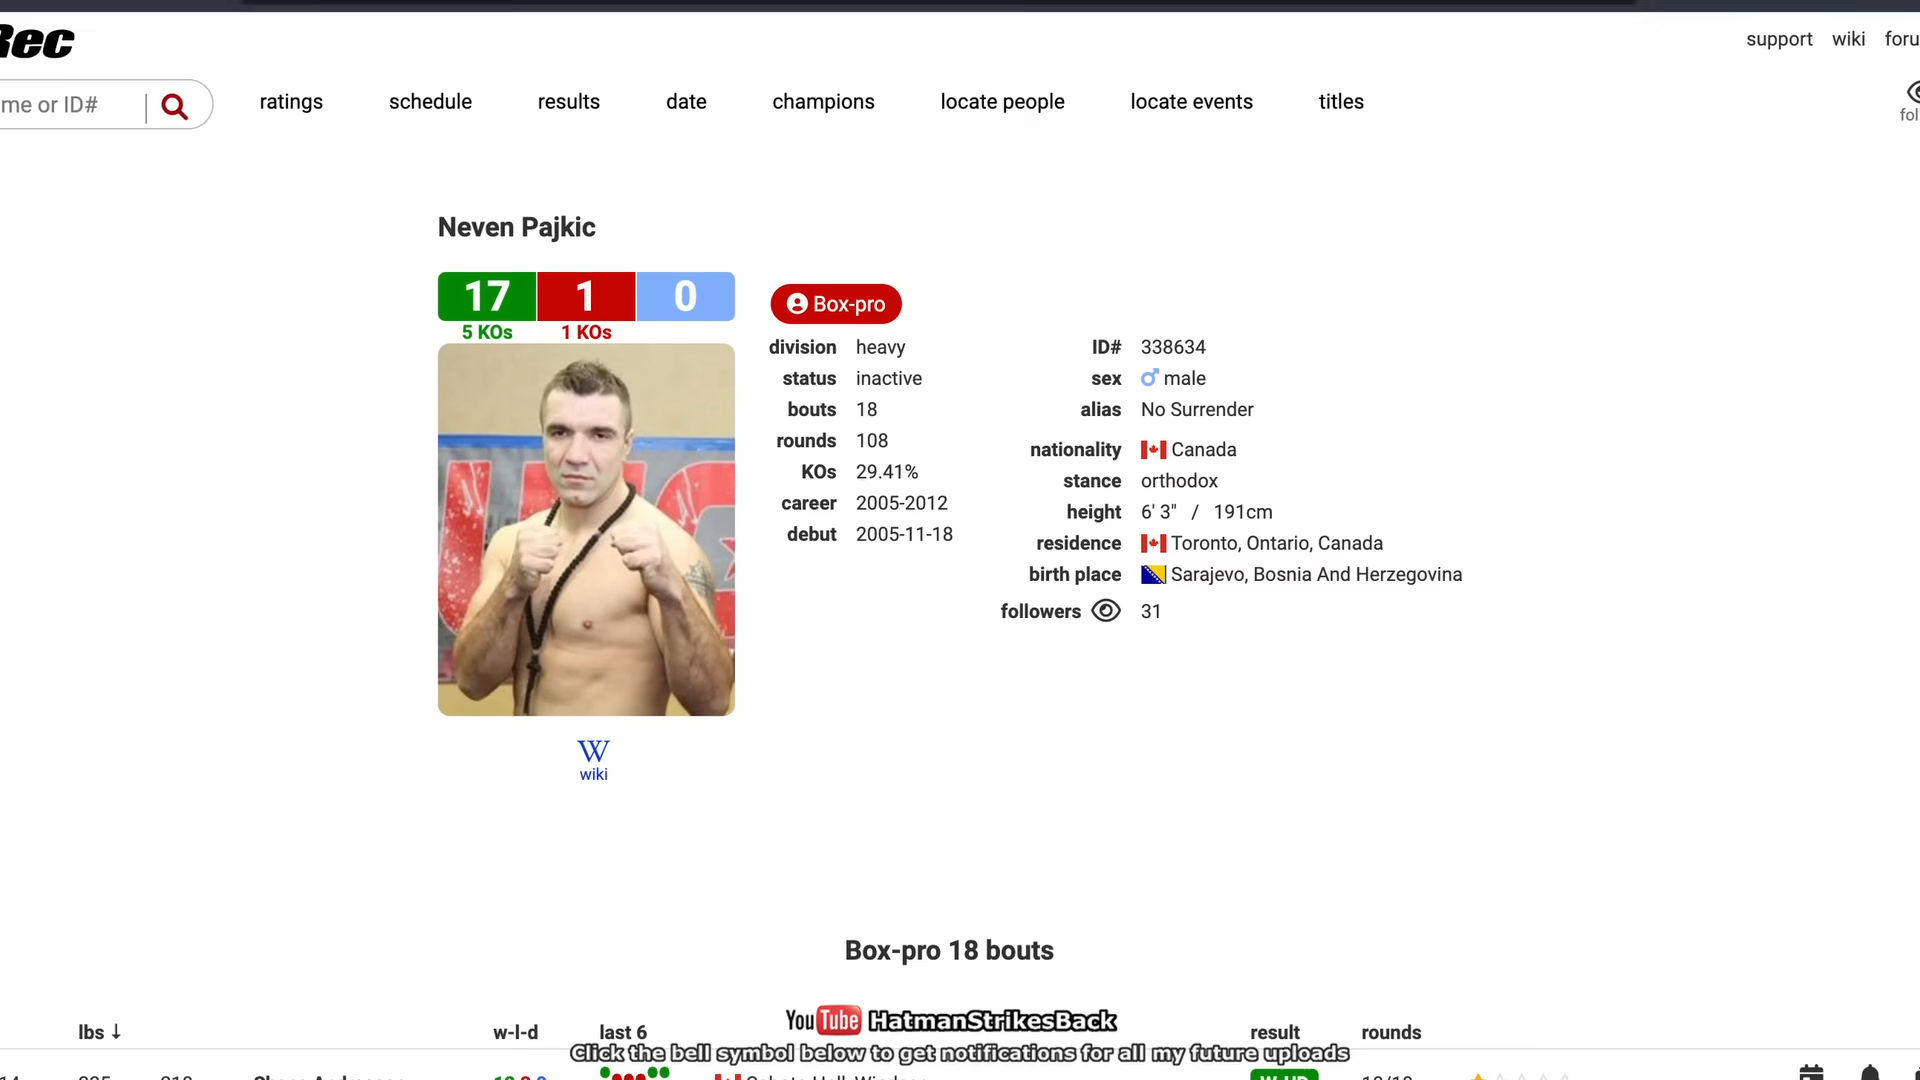 Rec
support wiki foru
me or ID#
ratings schedule results date champions locate people locate events titles
fol
Neven Pajkic
17 1 0
5 KOs 1 KOs
Box-pro
division heavy
status inactive
bouts 18
rounds 108
KOs 29.41%
career 2005-2012
debut 2005-11-18
ID# 338634
sex male
alias No Surrender
nationality Canada
stance orthodox
height 6' 3" / 191cm
residence Toronto, Ontario, Canada
birth place Sarajevo, Bosnia And Herzegovina
followers 31
W
wiki
Box-pro 18 bouts
YouTube HatmanStrikesBack
lbs ↓ w-l-d last 6 result rounds
Click the bell symbol below to get notifications for all my future uploads